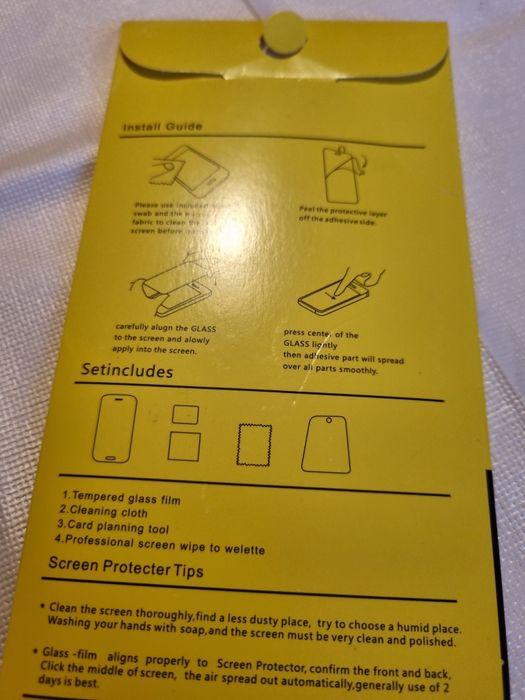 Install Guide
Please use included
swab and the
fabric to clean the
screen before
Peel the protective layer
off the adhesive side.
carefully alugn the GLASS
to the screen and alowly
apply into the screen.
press cente of the
GLASS lightly
then adhesive part will spread
over all parts smoothly.
Setincludes
1.Tempered glass film
2.Cleaning cloth
3.Card planning tool
4.Professional screen wipe to welette
Screen Protecter Tips
• Clean the screen thoroughly,find a less dusty place, try to choose a humid place.
Washing your hands with soap,and the screen must be very clean and polished.
• Glass -film aligns properly to Screen Protector,confirm the front and back,
Click the middle of screen, the air spread out automatically,generally use of 2
days is best.